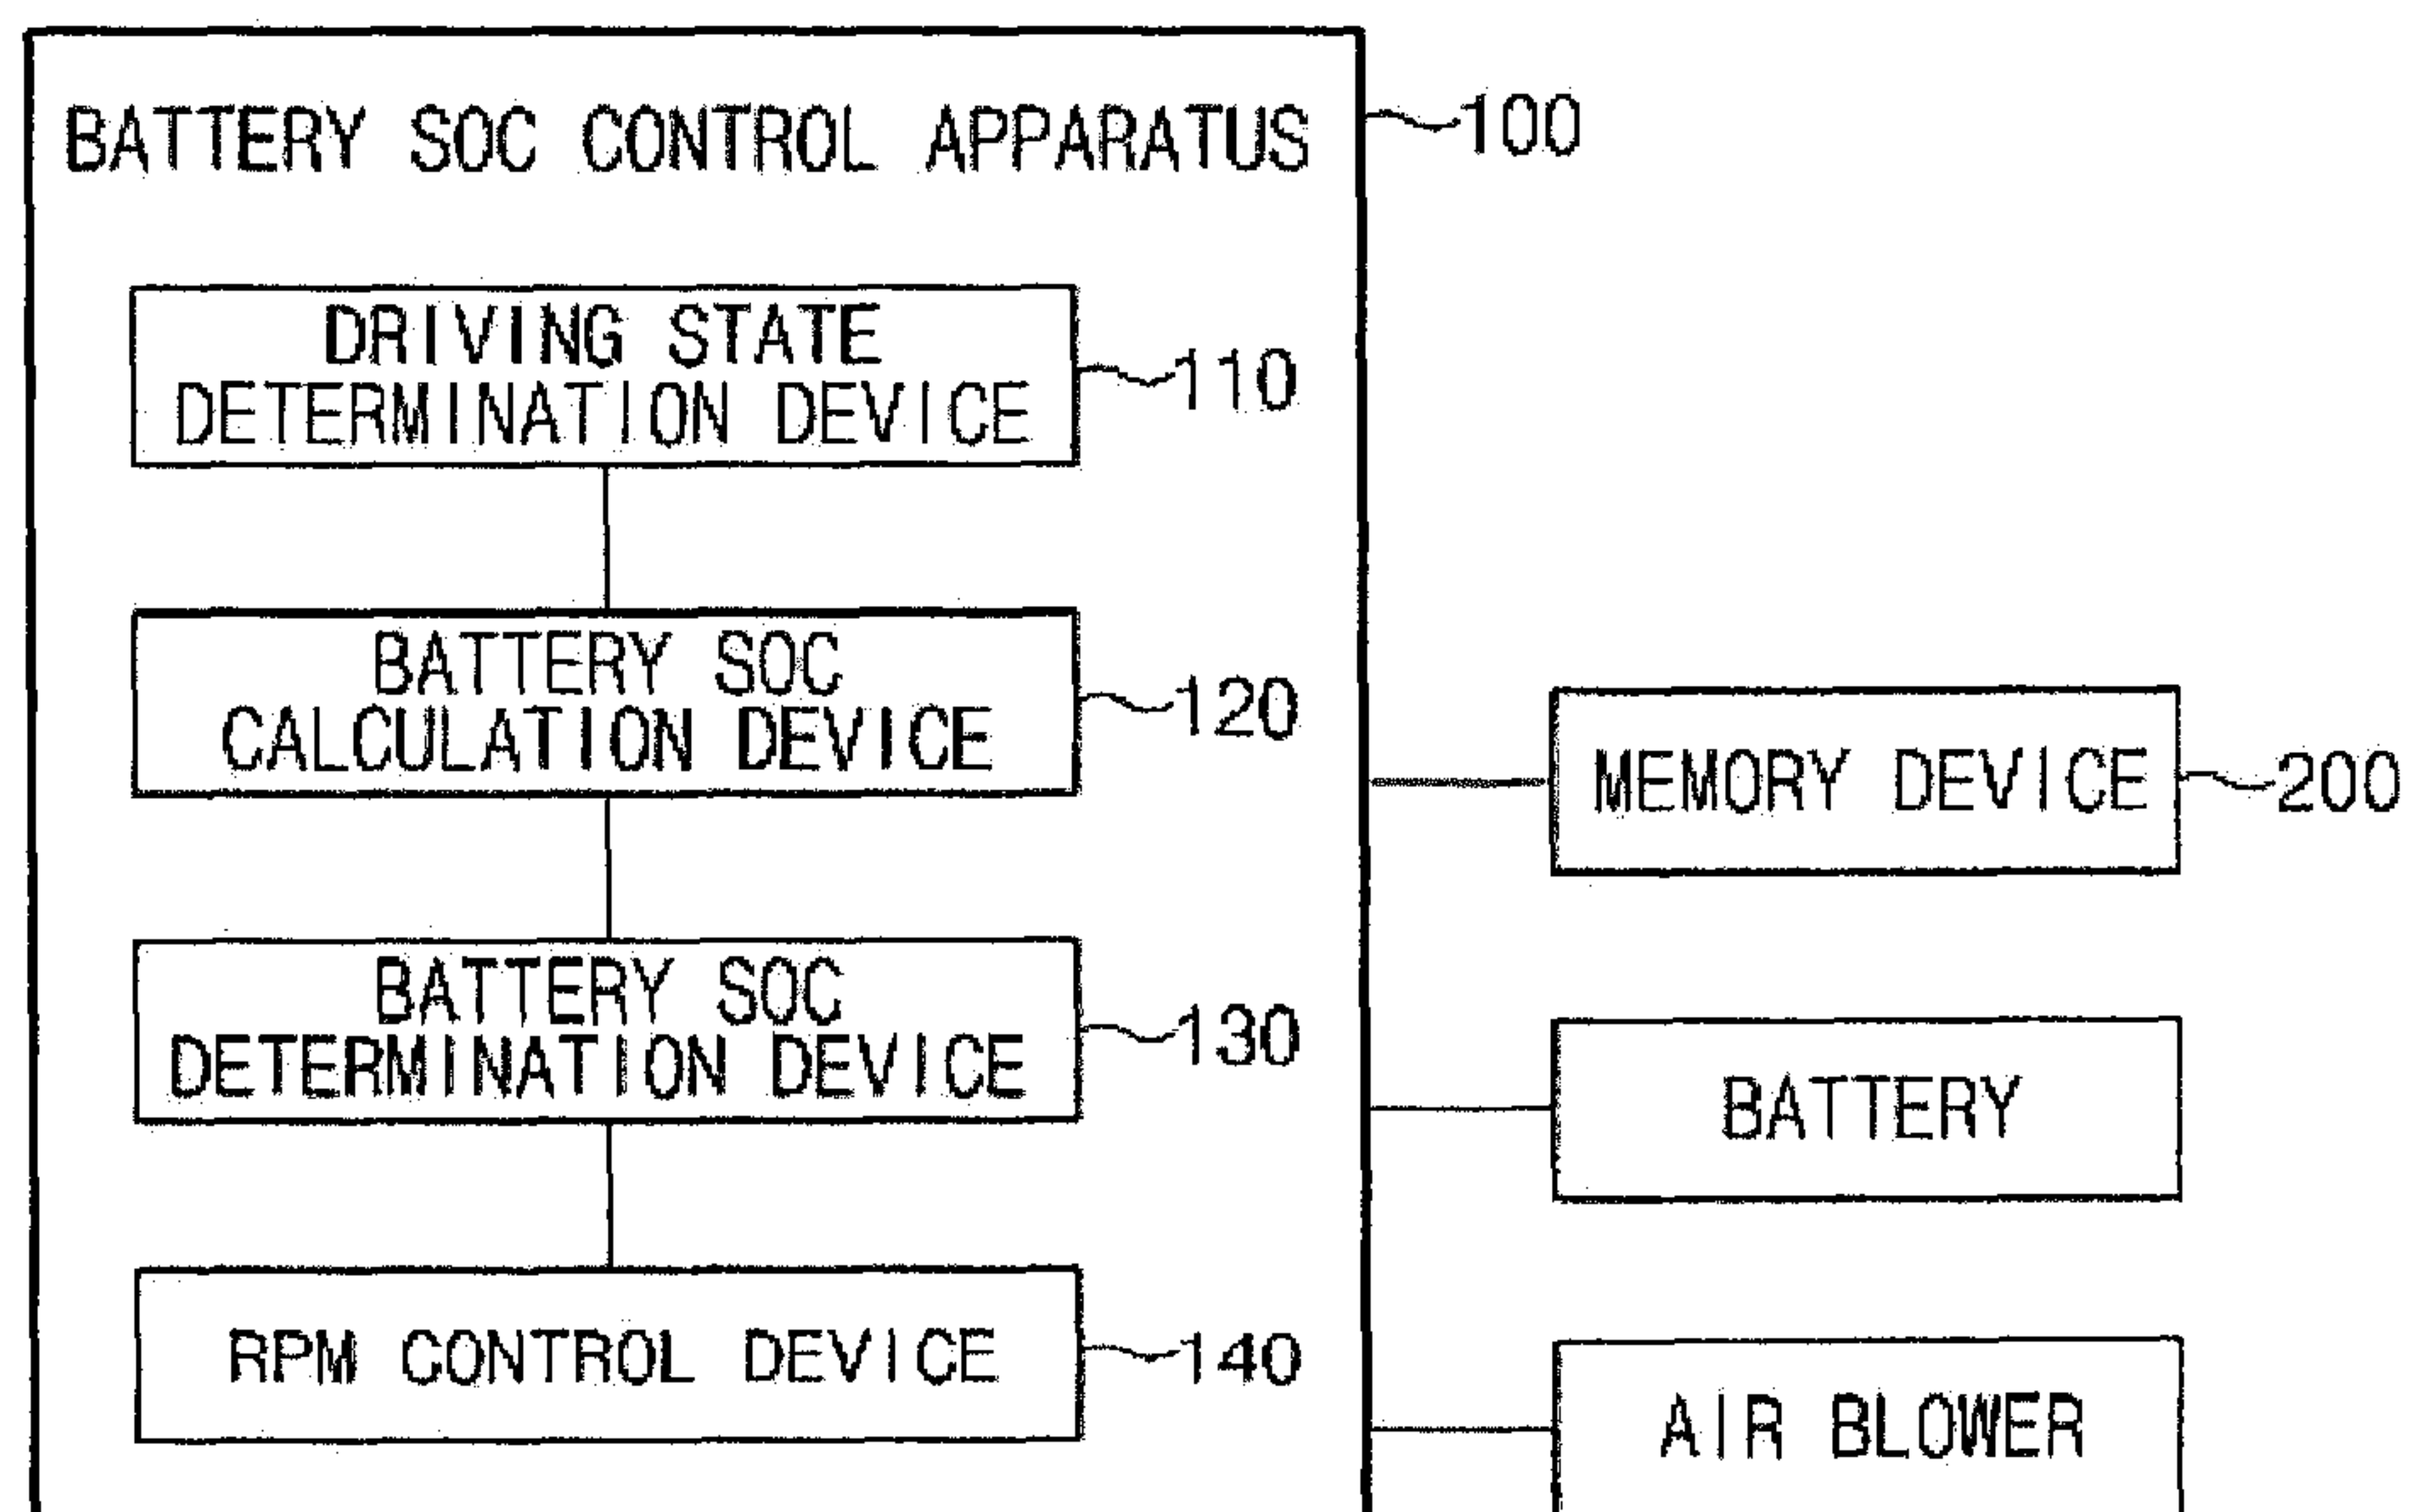 BATTERY SOC CONTROL APPARATUS
100
DRIVING STATE
DETERMINATION DEVICE
110
BATTERY SOC
CALCULATION DEVICE
120
MEMORY DEVICE
200
BATTERY SOC
DETERMINATION DEVICE
130
BATTERY
RPM CONTROL DEVICE
140
AIR BLOWER